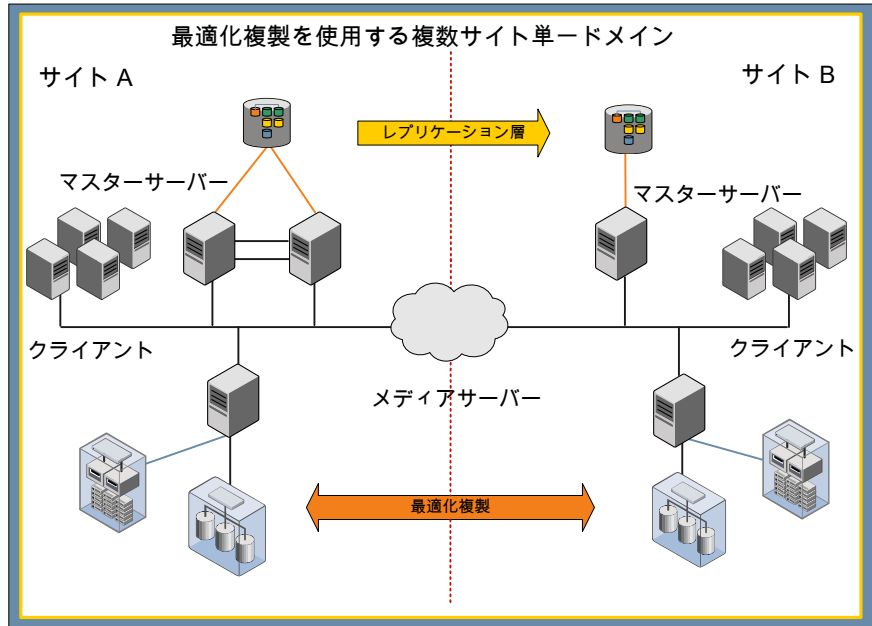 最適化複製を使用する複数サイト単一ドメイン
サイト A
サイト B
レプリケーション層
マスターサーバー
マスターサーバー
クライアント
クライアント
メディアサーバー
最適化複製